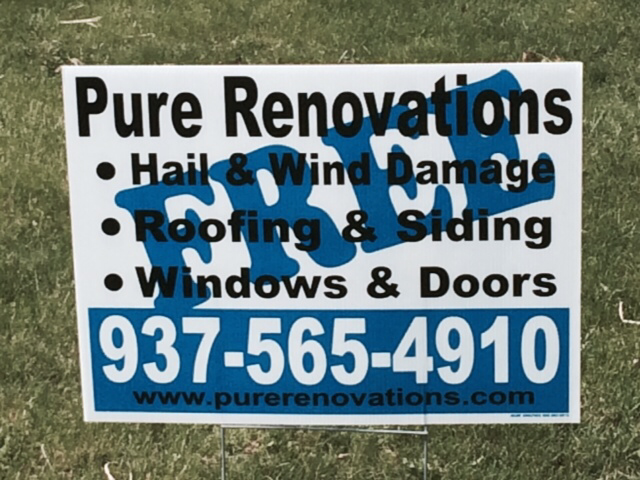 Pure Renovations
FREE
• Hail & Wind Damage
• Roofing & Siding
• Windows & Doors
937-565-4910
www.purerenovations.com